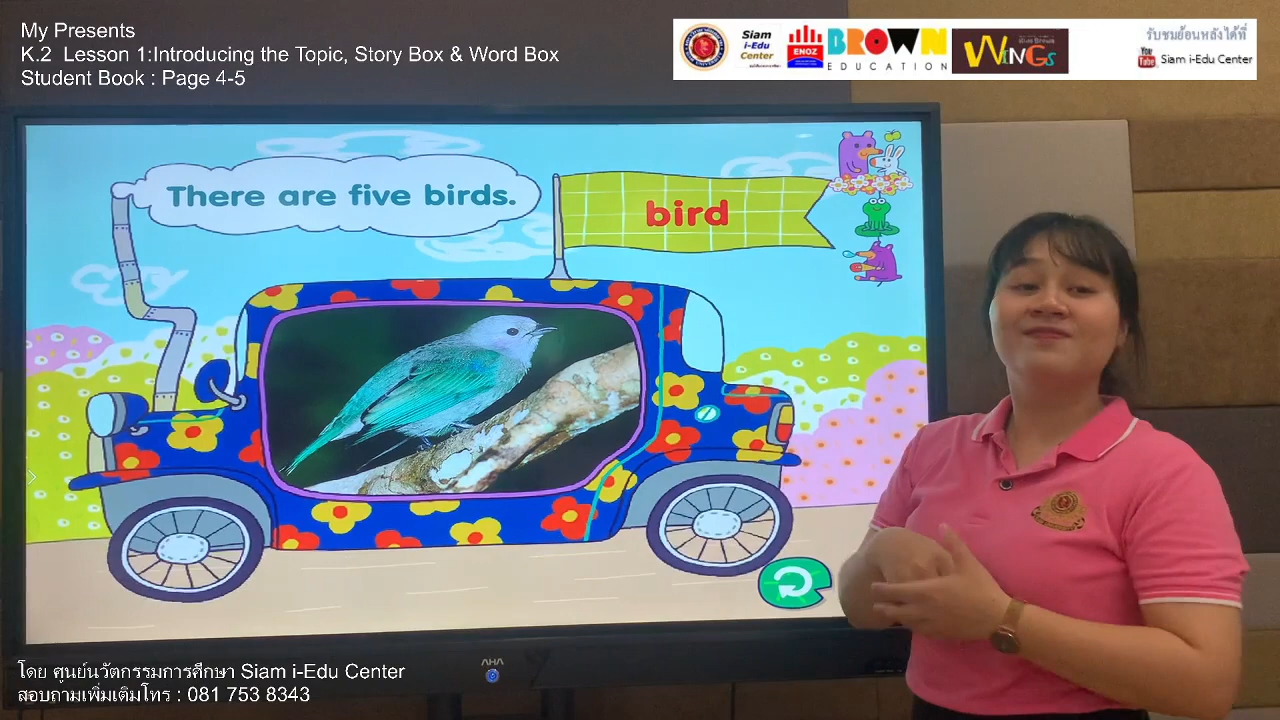 My Presents
K.2 Lesson 1:Introducing the Topic, Story BOX & Word Box
Student Book : Page 4-5
Siam
i-Edu
Center
ENOZ
BROWN
EDUCATION
WiNGs
รับชมย้อนหลังได้ที่
You Tube Siam i-Edu Center
There are five birds.
bird
AHA
โดย ศูนย์นวัตกรรมการศึกษา Siam i-Edu Center
สอบถามเพิ่มเติมโทร : 081 753 8343